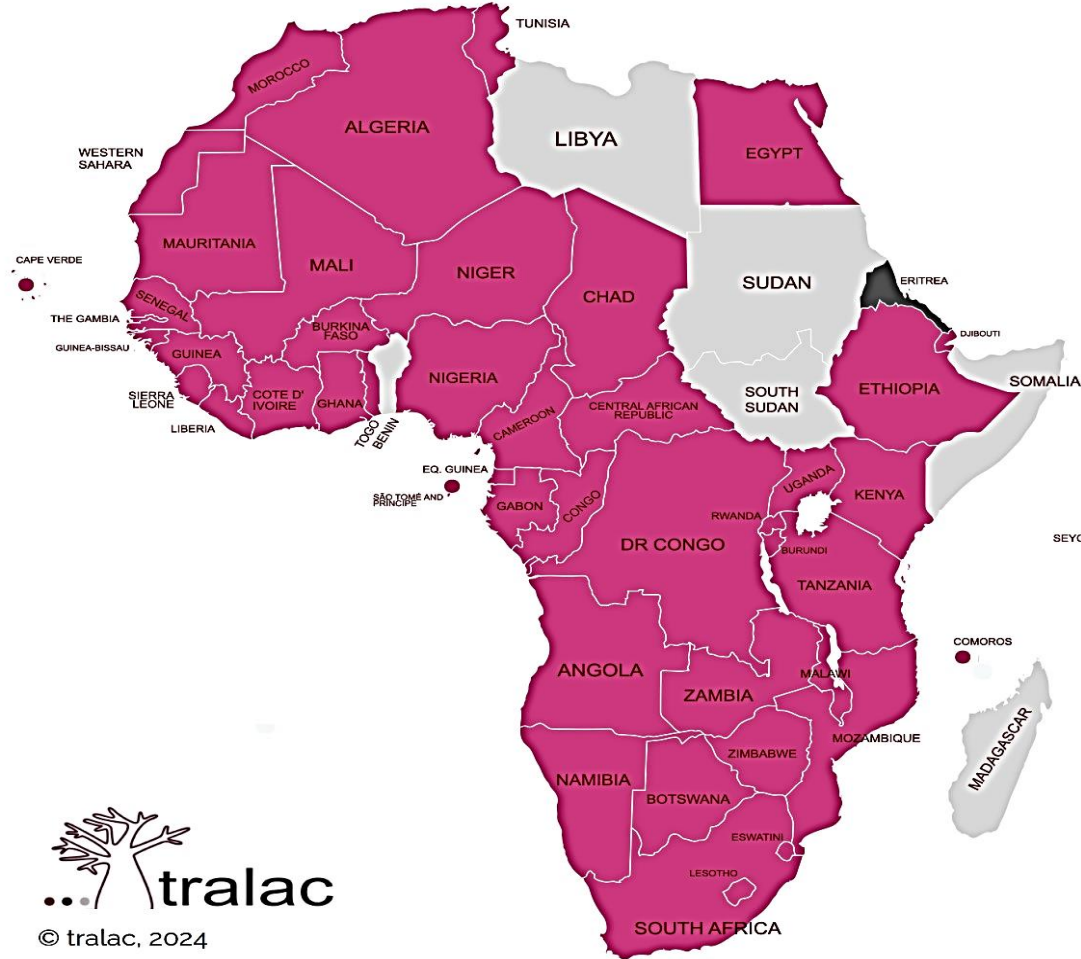 TUNISIA
MOROCCO
ALGERIA
LIBYA
EGYPT
WESTERN
SAHARA
MAURITANIA
MALI
NIGER
CHAD
SUDAN
ERITREA
CAPE VERDE
SENEGAL
THE GAMBIA
GUINEA-BISSAU
GUINEA
BURKINA
FASO
DJIBOUTI
SIERRA
LEONE
COTE D'
IVOIRE
GHANA
NIGERIA
SOUTH
SUDAN
ETHIOPIA
SOMALIA
LIBERIA
TOGO
BENIN
CAMEROON
CENTRAL AFRICAN
REPUBLIC
EQ. GUINEA
SÃO TOMÉ AND
PRINCIPE
GABON
CONGO
UGANDA
KENYA
RWANDA
DR CONGO
BURUNDI
SEYC
TANZANIA
COMOROS
ANGOLA
ZAMBIA
MALAWI
MOZAMBIQUE
MADAGASCAR
ZIMBABWE
NAMIBIA
BOTSWANA
ESWATINI
LESOTHO
SOUTH AFRICA
tralac
© tralac, 2024